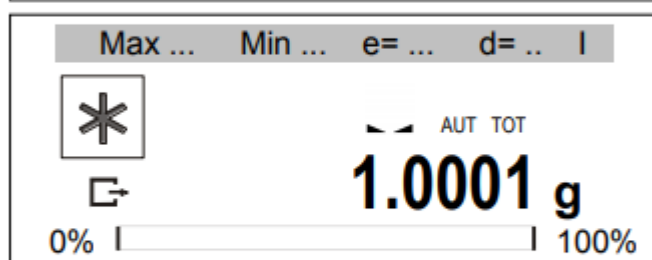 Max ... Min ... e= ... d= .. I
AUT TOT
1.0001 g
0% 100%